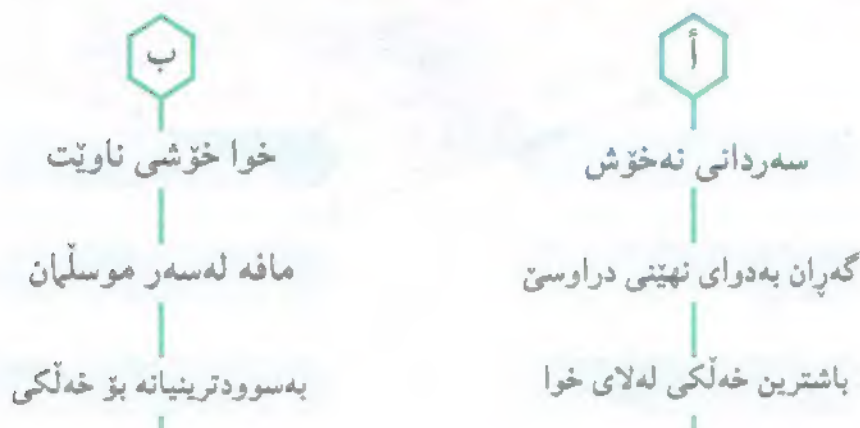 أ
سەردانی نەخۆش
گەڕان بەدوای نهێنی دراوسێ
باشترین خەڵکی لەلای خوا
ب
خوا خۆشی ناوێت
مافە لەسەر موسڵمان
بەسوودترینیانە بۆ خەڵکی